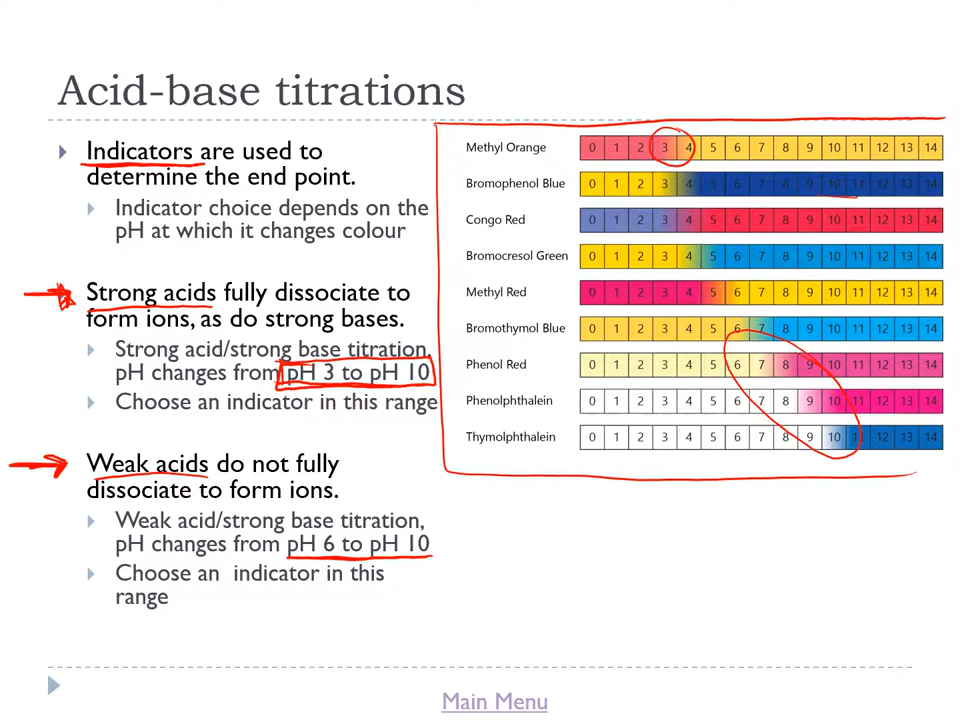 Acid-base titrations
Indicators are used to
determine the end point.
Indicator choice depends on the
pH at which it changes colour
Strong acids fully dissociate to
form ions, as do strong bases.
Strong acid/strong base titration,
pH changes from pH 3 to pH 10
Choose an indicator in this range
Weak acids do not fully
dissociate to form ions.
Weak acid/strong base titration,
pH changes from pH 6 to pH 10
Choose an indicator in this
range
Methyl Orange 0 1 2 3 4 5 6 7 8 9 10 11 12 13 14
Bromophenol Blue 0 1 2 3 4 5 6 7 8 9 10 11 12 13 14
Congo Red 0 1 2 3 4 5 6 7 8 9 10 11 12 13 14
Bromocresol Green 0 1 2 3 4 5 6 7 8 9 10 11 12 13 14
Methyl Red 0 1 2 3 4 5 6 7 8 9 10 11 12 13 14
Bromothymol Blue 0 1 2 3 4 5 6 7 8 9 10 11 12 13 14
Phenol Red 0 1 2 3 4 5 6 7 8 9 10 11 12 13 14
Phenolphthalein 0 1 2 3 4 5 6 7 8 9 10 11 12 13 14
Thymolphthalein 0 1 2 3 4 5 6 7 8 9 10 11 12 13 14
Main Menu